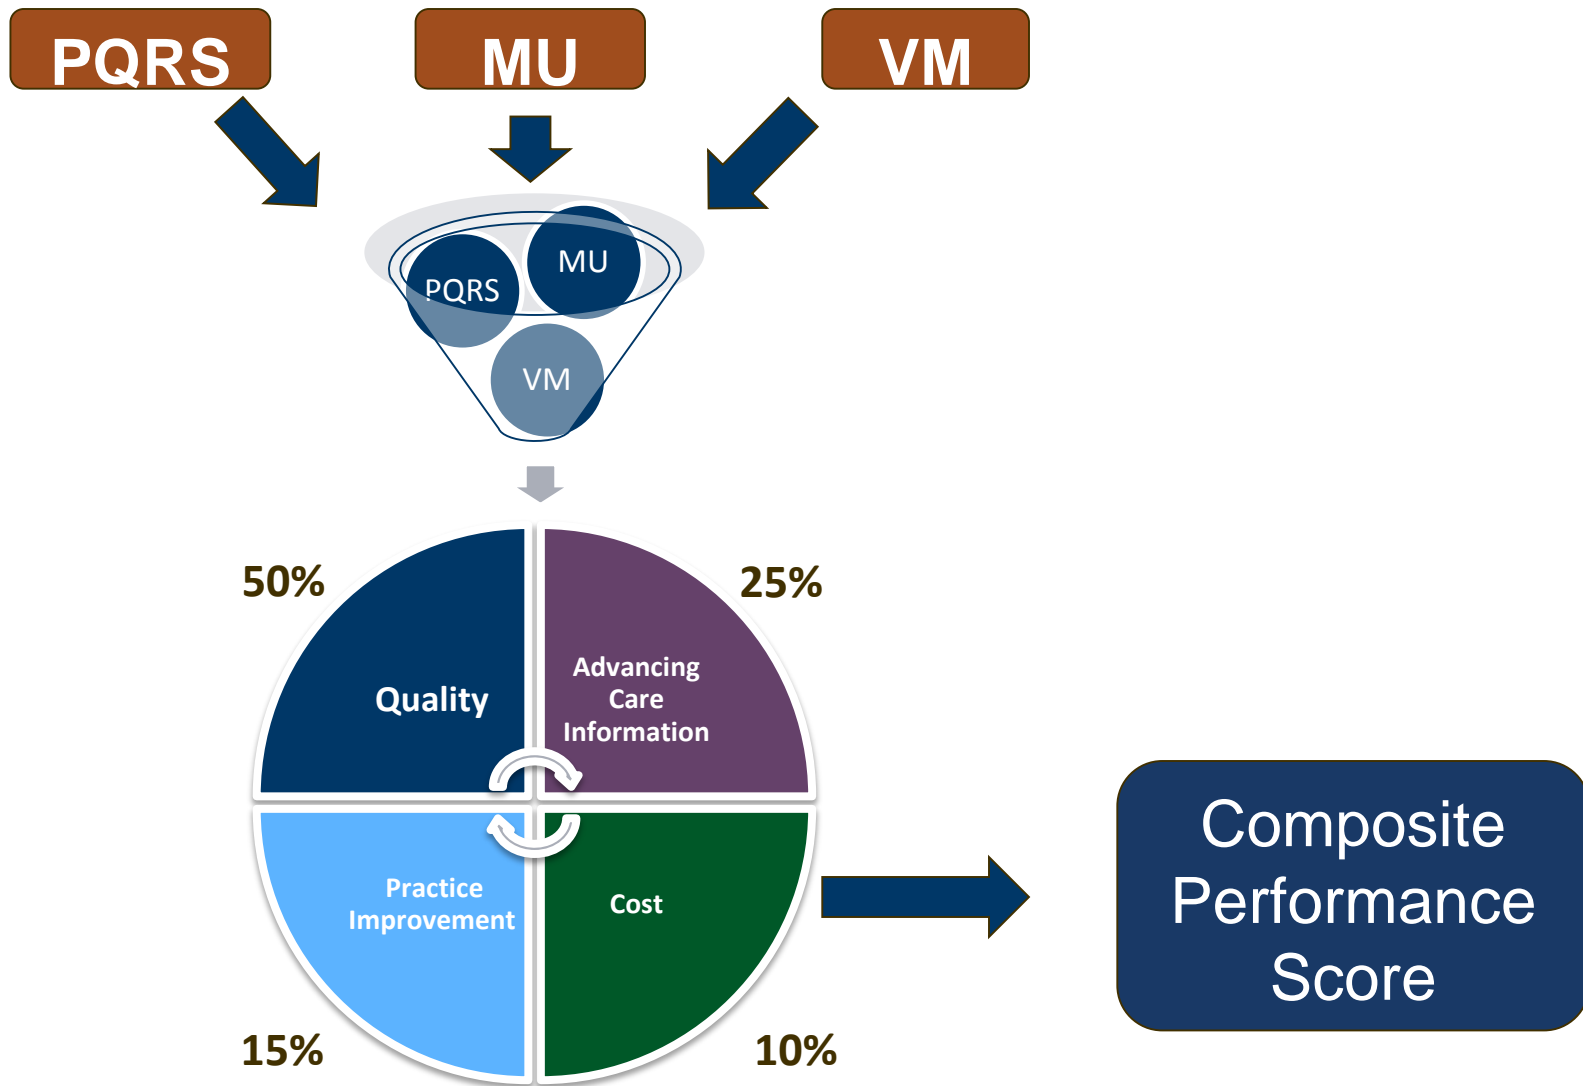 PQRS
MU
VM
MU
PQRS
VM
50%
25%
Quality
Advancing
Care
Information
Practice
Improvement
Cost
15%
10%
Composite
Performance
Score